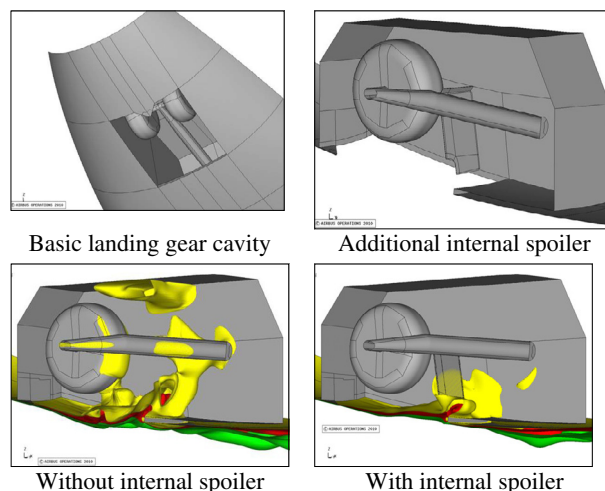 © AIRBUS OPERATIONS 2010
© AIRBUS OPERATIONS 2010
Basic landing gear cavity
Additional internal spoiler
© AIRBUS OPERATIONS 2010
© AIRBUS OPERATIONS 2010
Without internal spoiler
With internal spoiler